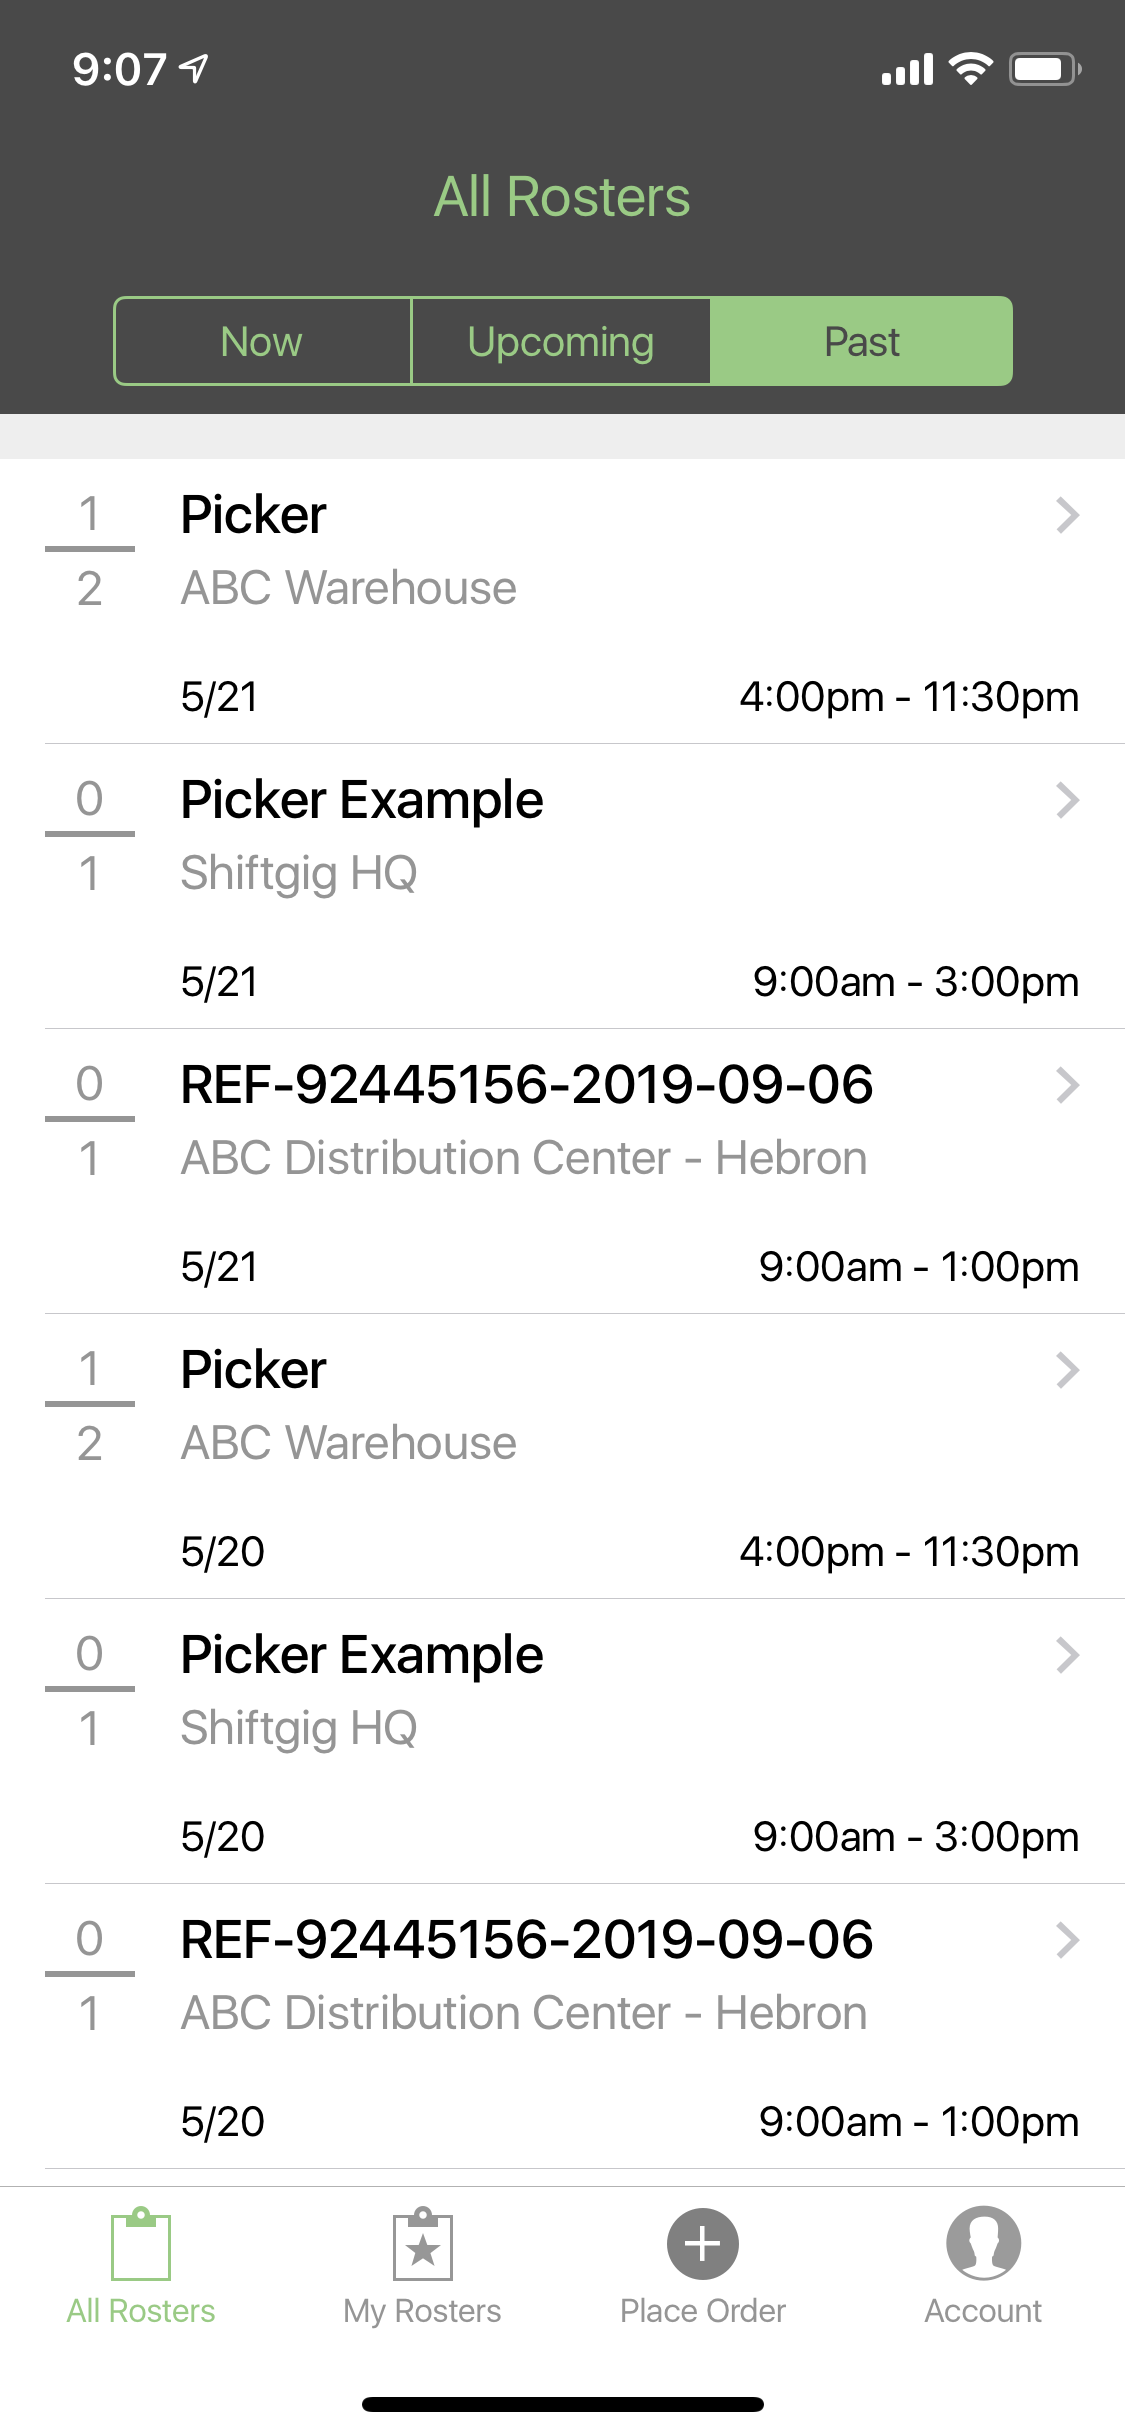 9:07
All Rosters
Now Upcoming Past
1 Picker
2 ABC Warehouse
5/21 4:00pm - 11:30pm
0 Picker Example
1 Shiftgig HQ
5/21 9:00am - 3:00pm
0 REF-92445156-2019-09-06
1 ABC Distribution Center - Hebron
5/21 9:00am - 1:00pm
1 Picker
2 ABC Warehouse
5/20 4:00pm - 11:30pm
0 Picker Example
1 Shiftgig HQ
5/20 9:00am - 3:00pm
0 REF-92445156-2019-09-06
1 ABC Distribution Center - Hebron
5/20 9:00am - 1:00pm
All Rosters My Rosters Place Order Account